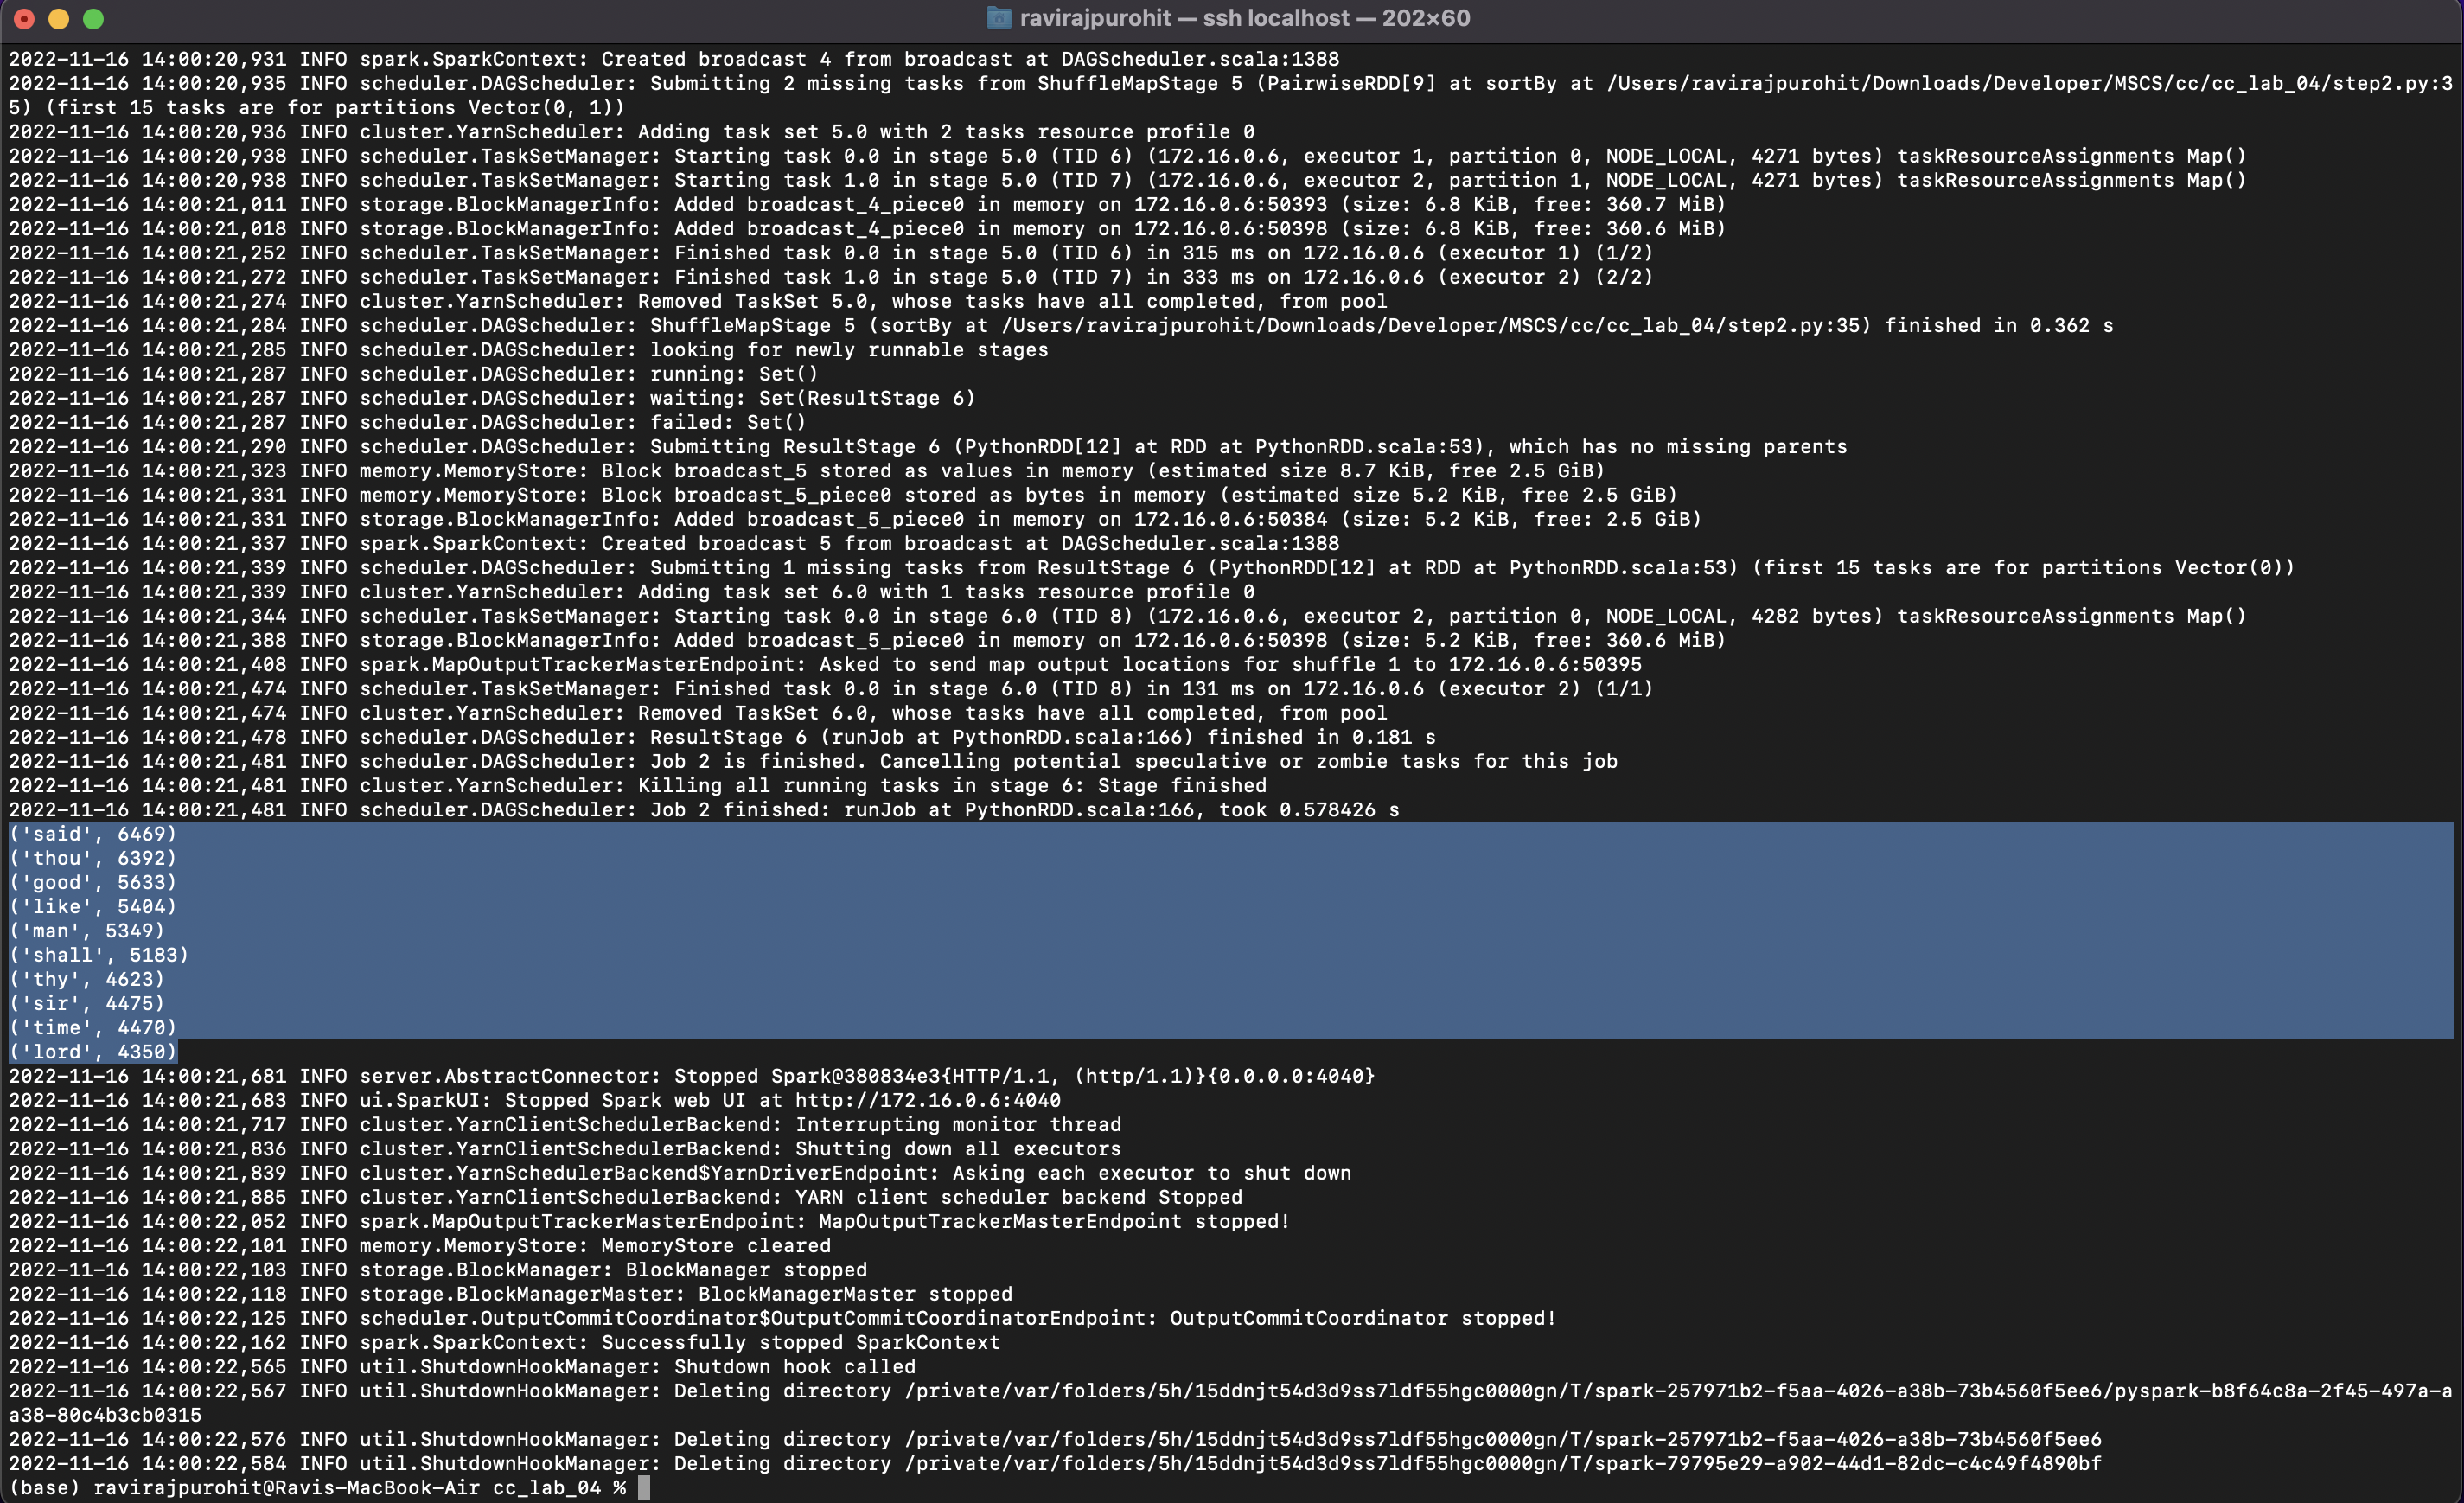 ravirajpurohit — ssh localhost — 202×60
2022-11-16 14:00:20,931 INFO spark.SparkContext: Created broadcast 4 from broadcast at DAGScheduler.scala:1388
2022-11-16 14:00:20,935 INFO scheduler.DAGScheduler: Submitting 2 missing tasks from ShuffleMapStage 5 (PairwiseRDD[9] at sortBy at /Users/ravirajpurohit/Downloads/Developer/MSCS/cc/cc_lab_04/step2.py:3
5) (first 15 tasks are for partitions Vector(0, 1))
2022-11-16 14:00:20,936 INFO cluster.YarnScheduler: Adding task set 5.0 with 2 tasks resource profile 0
2022-11-16 14:00:20,938 INFO scheduler.TaskSetManager: Starting task 0.0 in stage 5.0 (TID 6) (172.16.0.6, executor 1, partition 0, NODE_LOCAL, 4271 bytes) taskResourceAssignments Map()
2022-11-16 14:00:20,938 INFO scheduler.TaskSetManager: Starting task 1.0 in stage 5.0 (TID 7) (172.16.0.6, executor 2, partition 1, NODE_LOCAL, 4271 bytes) taskResourceAssignments Map()
2022-11-16 14:00:21,011 INFO storage.BlockManagerInfo: Added broadcast_4_piece0 in memory on 172.16.0.6:50393 (size: 6.8 KiB, free: 360.7 MiB)
2022-11-16 14:00:21,018 INFO storage.BlockManagerInfo: Added broadcast_4_piece0 in memory on 172.16.0.6:50398 (size: 6.8 KiB, free: 360.6 MiB)
2022-11-16 14:00:21,252 INFO scheduler.TaskSetManager: Finished task 0.0 in stage 5.0 (TID 6) in 315 ms on 172.16.0.6 (executor 1) (1/2)
2022-11-16 14:00:21,272 INFO scheduler.TaskSetManager: Finished task 1.0 in stage 5.0 (TID 7) in 333 ms on 172.16.0.6 (executor 2) (2/2)
2022-11-16 14:00:21,274 INFO cluster.YarnScheduler: Removed TaskSet 5.0, whose tasks have all completed, from pool
2022-11-16 14:00:21,284 INFO scheduler.DAGScheduler: ShuffleMapStage 5 (sortBy at /Users/ravirajpurohit/Downloads/Developer/MSCS/cc/cc_lab_04/step2.py:35) finished in 0.362 s
2022-11-16 14:00:21,285 INFO scheduler.DAGScheduler: looking for newly runnable stages
2022-11-16 14:00:21,287 INFO scheduler.DAGScheduler: running: Set()
2022-11-16 14:00:21,287 INFO scheduler.DAGScheduler: waiting: Set(ResultStage 6)
2022-11-16 14:00:21,287 INFO scheduler.DAGScheduler: failed: Set()
2022-11-16 14:00:21,290 INFO scheduler.DAGScheduler: Submitting ResultStage 6 (PythonRDD[12] at RDD at PythonRDD.scala:53), which has no missing parents
2022-11-16 14:00:21,323 INFO memory.MemoryStore: Block broadcast_5 stored as values in memory (estimated size 8.7 KiB, free 2.5 GiB)
2022-11-16 14:00:21,331 INFO memory.MemoryStore: Block broadcast_5_piece0 stored as bytes in memory (estimated size 5.2 KiB, free 2.5 GiB)
2022-11-16 14:00:21,331 INFO storage.BlockManagerInfo: Added broadcast_5_piece0 in memory on 172.16.0.6:50384 (size: 5.2 KiB, free: 2.5 GiB)
2022-11-16 14:00:21,337 INFO spark.SparkContext: Created broadcast 5 from broadcast at DAGScheduler.scala:1388
2022-11-16 14:00:21,339 INFO scheduler.DAGScheduler: Submitting 1 missing tasks from ResultStage 6 (PythonRDD[12] at RDD at PythonRDD.scala:53) (first 15 tasks are for partitions Vector(0))
2022-11-16 14:00:21,339 INFO cluster.YarnScheduler: Adding task set 6.0 with 1 tasks resource profile 0
2022-11-16 14:00:21,344 INFO scheduler.TaskSetManager: Starting task 0.0 in stage 6.0 (TID 8) (172.16.0.6, executor 2, partition 0, NODE_LOCAL, 4282 bytes) taskResourceAssignments Map()
2022-11-16 14:00:21,388 INFO storage.BlockManagerInfo: Added broadcast_5_piece0 in memory on 172.16.0.6:50398 (size: 5.2 KiB, free: 360.6 MiB)
2022-11-16 14:00:21,408 INFO spark.MapOutputTrackerMasterEndpoint: Asked to send map output locations for shuffle 1 to 172.16.0.6:50395
2022-11-16 14:00:21,474 INFO scheduler.TaskSetManager: Finished task 0.0 in stage 6.0 (TID 8) in 131 ms on 172.16.0.6 (executor 2) (1/1)
2022-11-16 14:00:21,474 INFO cluster.YarnScheduler: Removed TaskSet 6.0, whose tasks have all completed, from pool
2022-11-16 14:00:21,478 INFO scheduler.DAGScheduler: ResultStage 6 (runJob at PythonRDD.scala:166) finished in 0.181 s
2022-11-16 14:00:21,481 INFO scheduler.DAGScheduler: Job 2 is finished. Cancelling potential speculative or zombie tasks for this job
2022-11-16 14:00:21,481 INFO cluster.YarnScheduler: Killing all running tasks in stage 6: Stage finished
2022-11-16 14:00:21,481 INFO scheduler.DAGScheduler: Job 2 finished: runJob at PythonRDD.scala:166, took 0.578426 s
('said', 6469)
('thou', 6392)
('good', 5633)
('like', 5404)
('man', 5349)
('shall', 5183)
('thy', 4623)
('sir', 4475)
('time', 4470)
('lord', 4350)
2022-11-16 14:00:21,681 INFO server.AbstractConnector: Stopped Spark@380834e3{HTTP/1.1, (http/1.1)}{0.0.0.0:4040}
2022-11-16 14:00:21,683 INFO ui.SparkUI: Stopped Spark web UI at http://172.16.0.6:4040
2022-11-16 14:00:21,717 INFO cluster.YarnClientSchedulerBackend: Interrupting monitor thread
2022-11-16 14:00:21,836 INFO cluster.YarnClientSchedulerBackend: Shutting down all executors
2022-11-16 14:00:21,839 INFO cluster.YarnSchedulerBackend$YarnDriverEndpoint: Asking each executor to shut down
2022-11-16 14:00:21,885 INFO cluster.YarnClientSchedulerBackend: YARN client scheduler backend Stopped
2022-11-16 14:00:22,052 INFO spark.MapOutputTrackerMasterEndpoint: MapOutputTrackerMasterEndpoint stopped!
2022-11-16 14:00:22,101 INFO memory.MemoryStore: MemoryStore cleared
2022-11-16 14:00:22,103 INFO storage.BlockManager: BlockManager stopped
2022-11-16 14:00:22,118 INFO storage.BlockManagerMaster: BlockManagerMaster stopped
2022-11-16 14:00:22,125 INFO scheduler.OutputCommitCoordinator$OutputCommitCoordinatorEndpoint: OutputCommitCoordinator stopped!
2022-11-16 14:00:22,162 INFO spark.SparkContext: Successfully stopped SparkContext
2022-11-16 14:00:22,565 INFO util.ShutdownHookManager: Shutdown hook called
2022-11-16 14:00:22,567 INFO util.ShutdownHookManager: Deleting directory /private/var/folders/5h/15ddnjt54d3d9ss7ldf55hgc0000gn/T/spark-257971b2-f5aa-4026-a38b-73b4560f5ee6/pyspark-b8f64c8a-2f45-497a-a
a38-80c4b3cb0315
2022-11-16 14:00:22,576 INFO util.ShutdownHookManager: Deleting directory /private/var/folders/5h/15ddnjt54d3d9ss7ldf55hgc0000gn/T/spark-257971b2-f5aa-4026-a38b-73b4560f5ee6
2022-11-16 14:00:22,584 INFO util.ShutdownHookManager: Deleting directory /private/var/folders/5h/15ddnjt54d3d9ss7ldf55hgc0000gn/T/spark-79795e29-a902-44d1-82dc-c4c49f4890bf
(base) ravirajpurohit@Ravis-MacBook-Air cc_lab_04 %